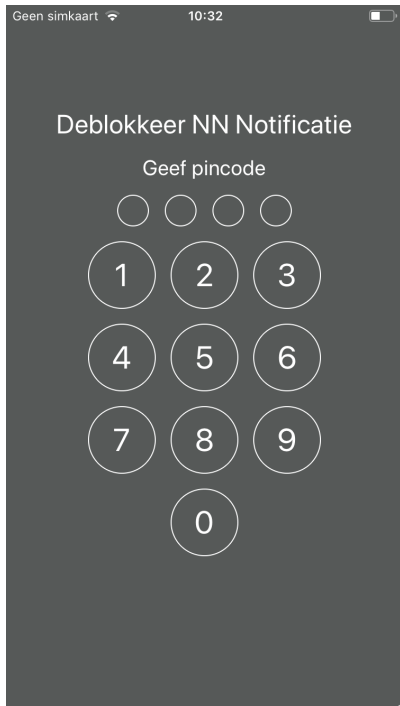 Geen simkaart 10:32
Deblokkeer NN Notificatie
Geef pincode
1 2 3
4 5 6
7 8 9
0